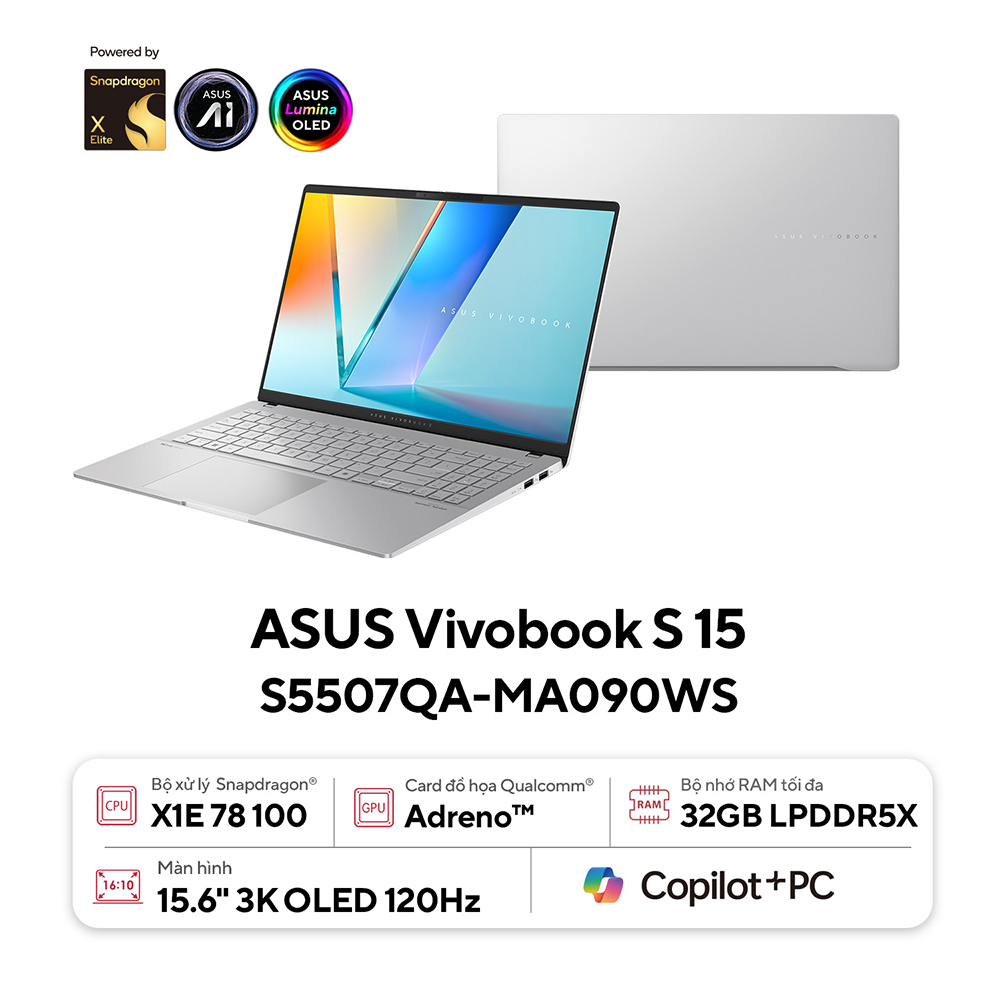 Powered by
Snapdragon
X
Elite
ASUS
AI
ASUS
Lumina
OLED
ASUS VIVOBOOK
ASUS VIVOBOOK
ASUS VIVOBOOK S
ASUS Vivobook S 15
S5507QA-MA090WS
CPU
Bộ xử lý Snapdragon®
X1E 78 100
GPU
Card đồ họa Qualcomm®
Adreno™
RAM
Bộ nhớ RAM tối đa
32GB LPDDR5X
16:10
Màn hình
15.6" 3K OLED 120Hz
Copilot+PC